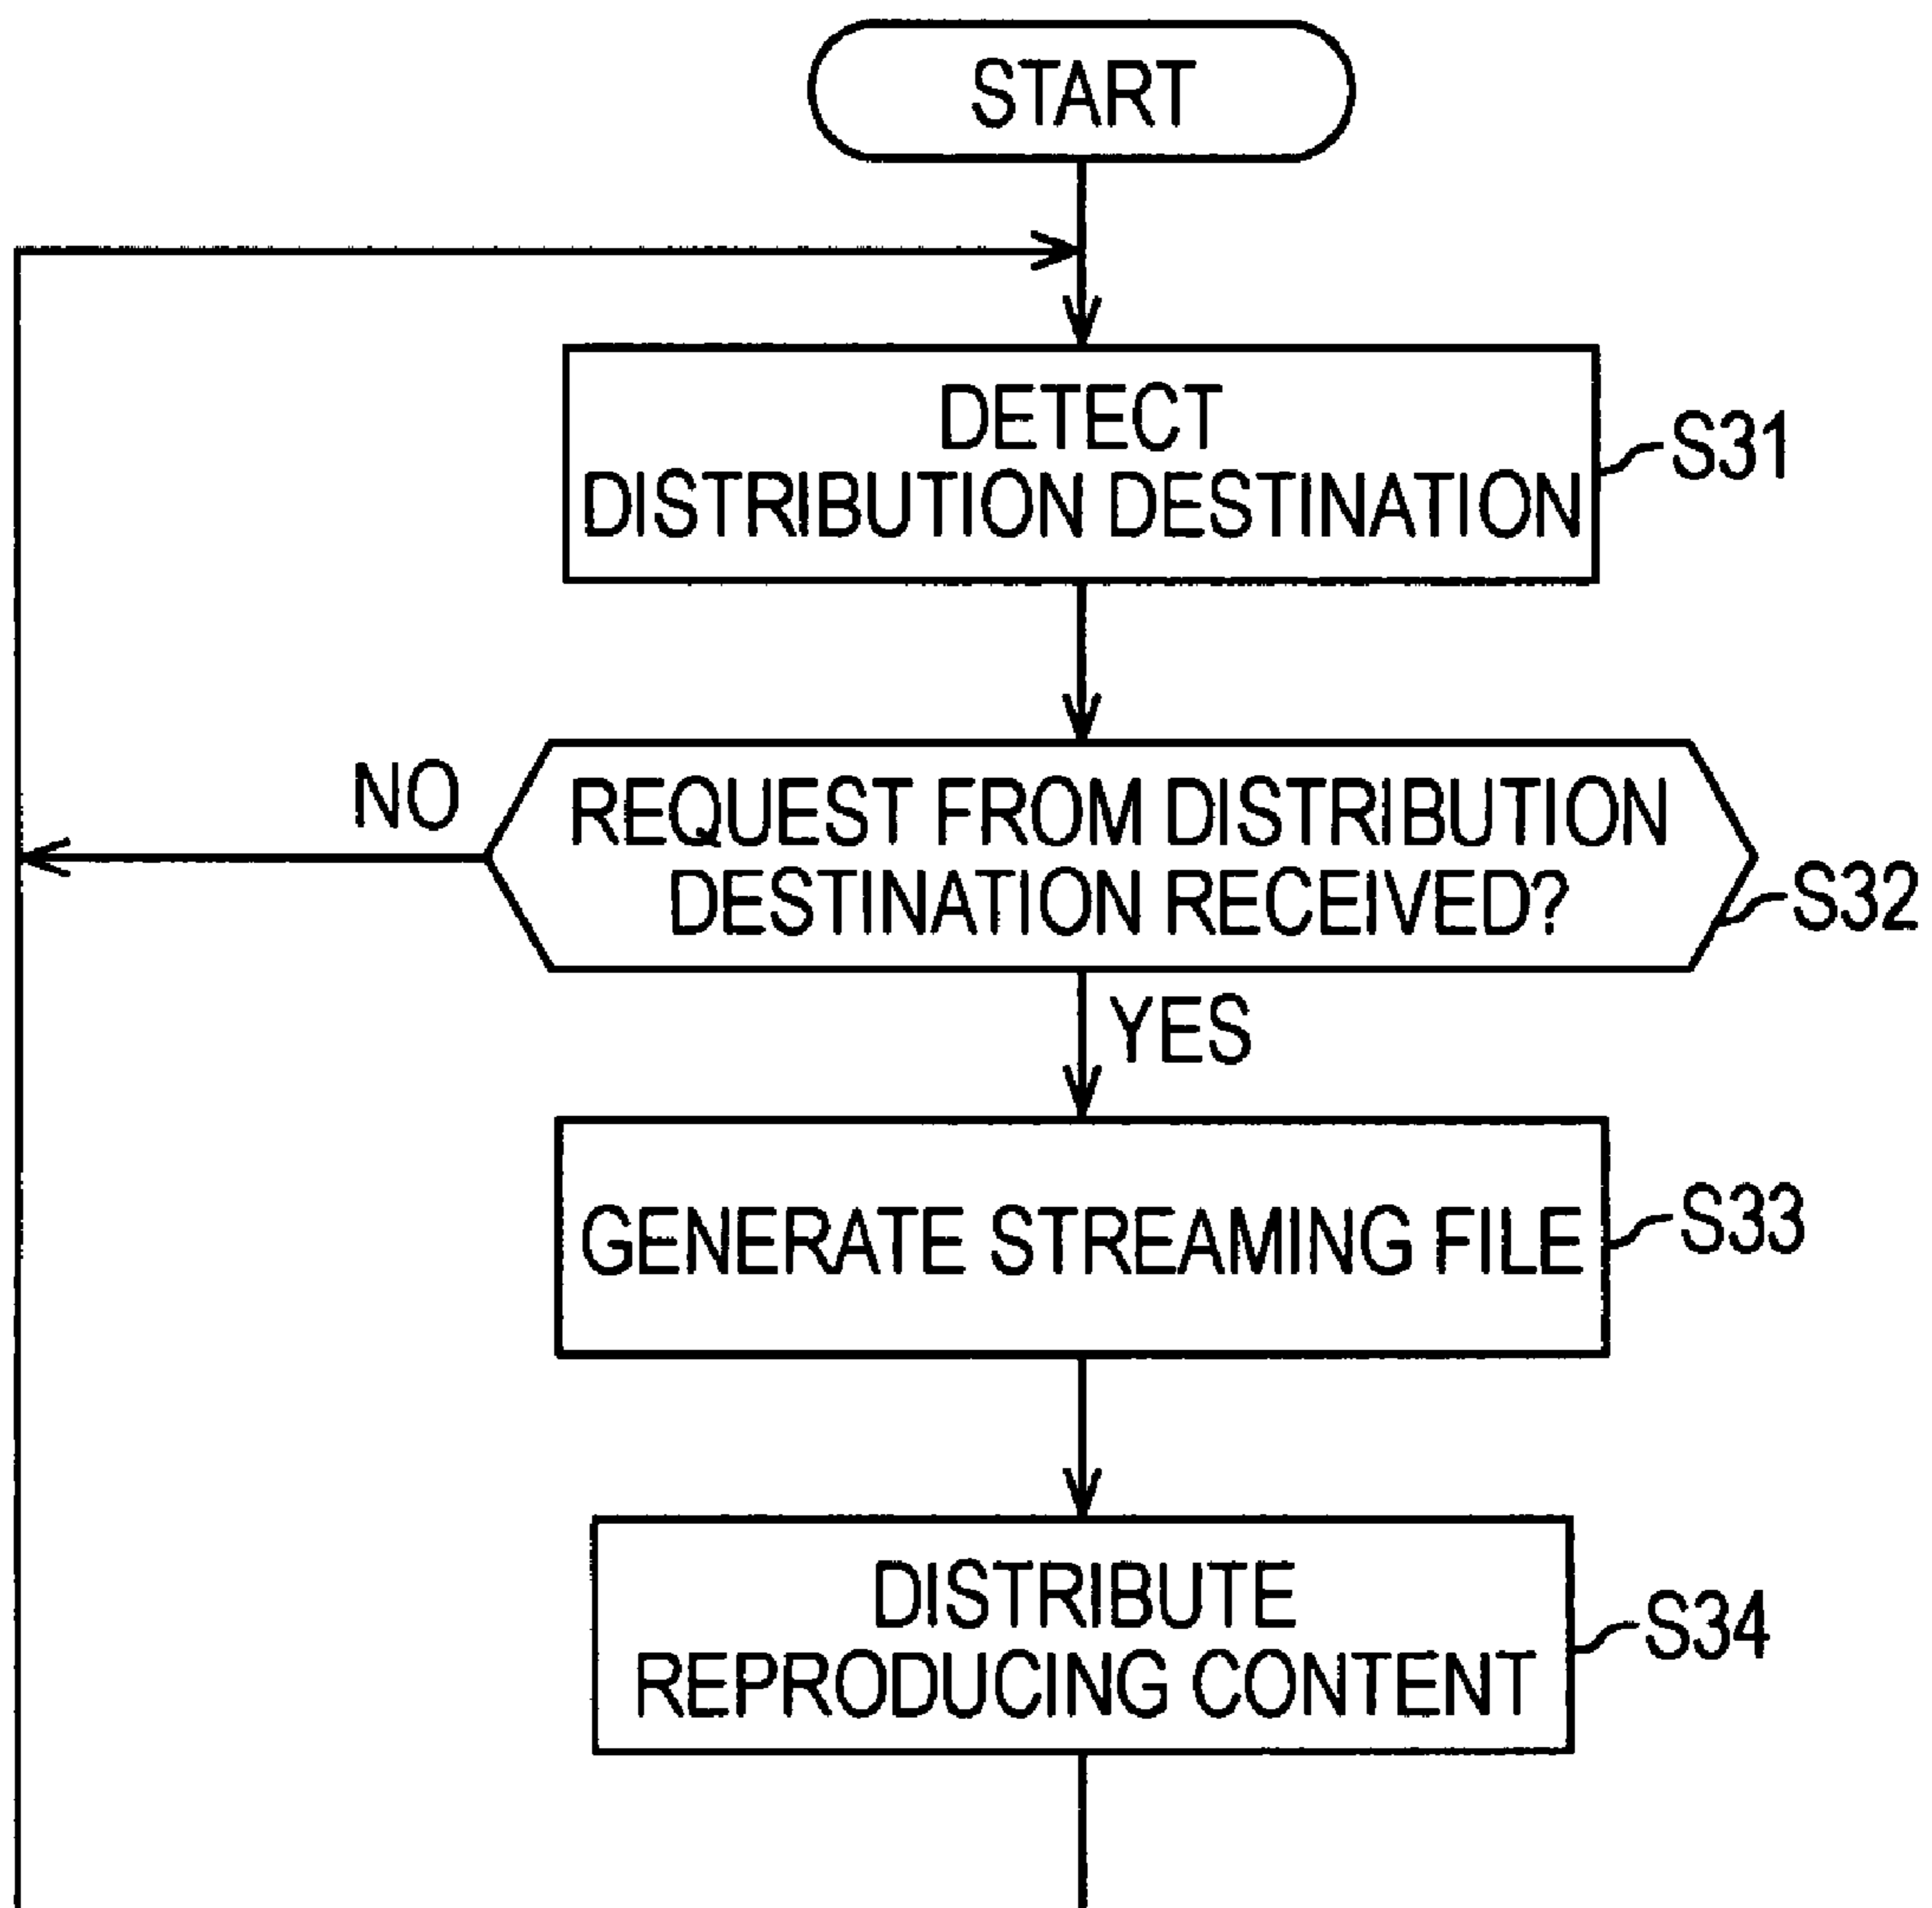 START
DETECT
DISTRIBUTION DESTINATION
S31
NO
REQUEST FROM DISTRIBUTION
DESTINATION RECEIVED?
S32
YES
GENERATE STREAMING FILE
S33
DISTRIBUTE
REPRODUCING CONTENT
S34